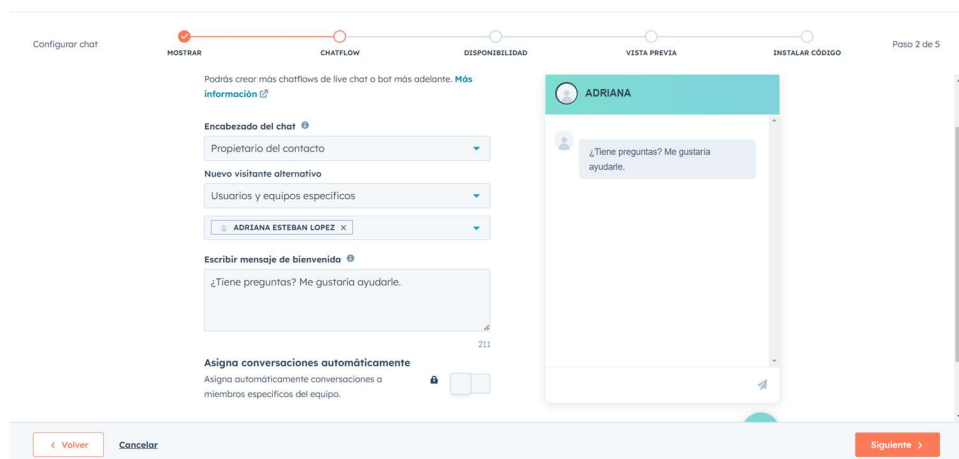 Configurar chat
MOSTRAR
CHATFLOW
DISPONIBILIDAD
VISTA PREVIA
INSTALAR CÓDIGO
Paso 2 de 5
Podrás crear más chatflows de live chat o bot más adelante. Más
información
Encabezado del chat
Propietario del contacto
Nuevo visitante alternativo
Usuarios y equipos específicos
ADRIANA ESTEBAN LOPEZ ×
Escribir mensaje de bienvenida
¿Tiene preguntas? Me gustaría ayudarle.
211
Asigna conversaciones automáticamente
Asigna automáticamente conversaciones a
miembros específicos del equipo.
ADRIANA
¿Tiene preguntas? Me gustaría
ayudarle.
< Volver
Cancelar
Siguiente >